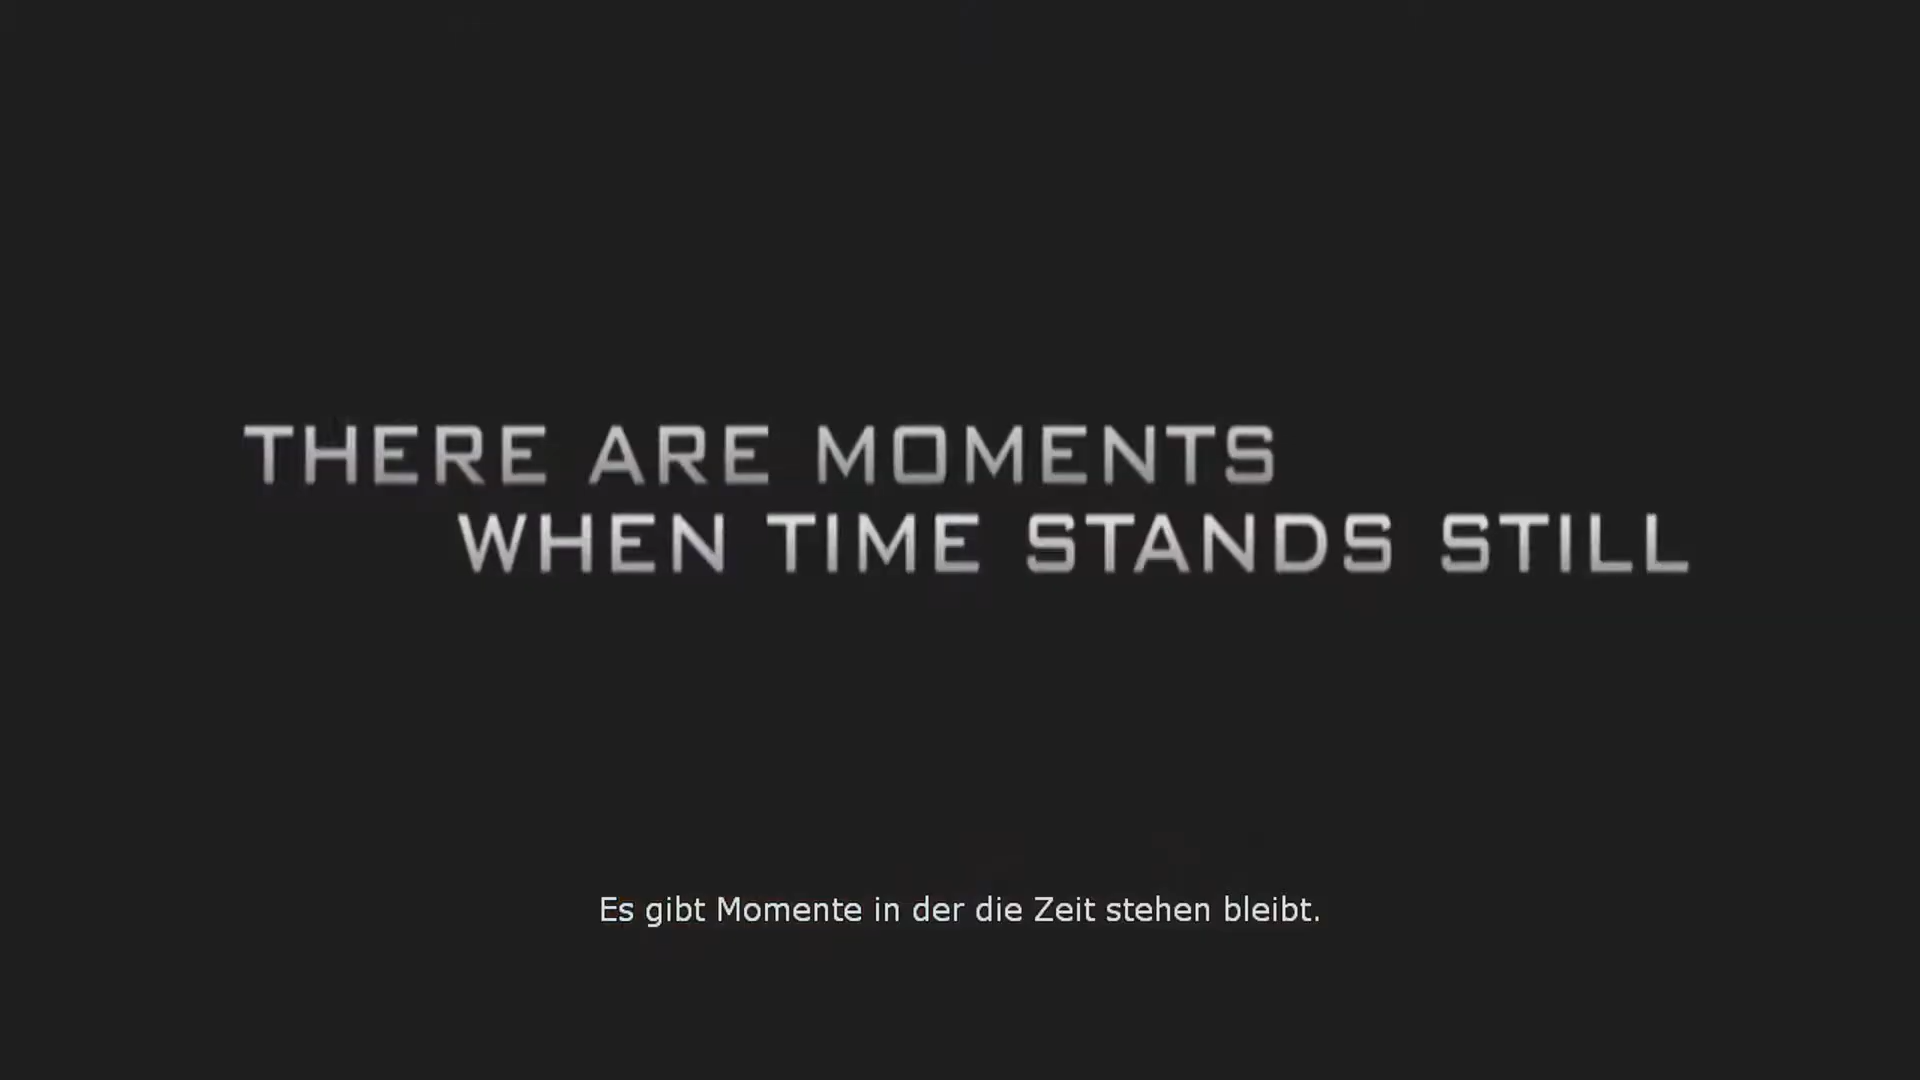 THERE ARE MOMENTS
WHEN TIME STANDS STILL
Es gibt Momente in der die Zeit stehen bleibt.